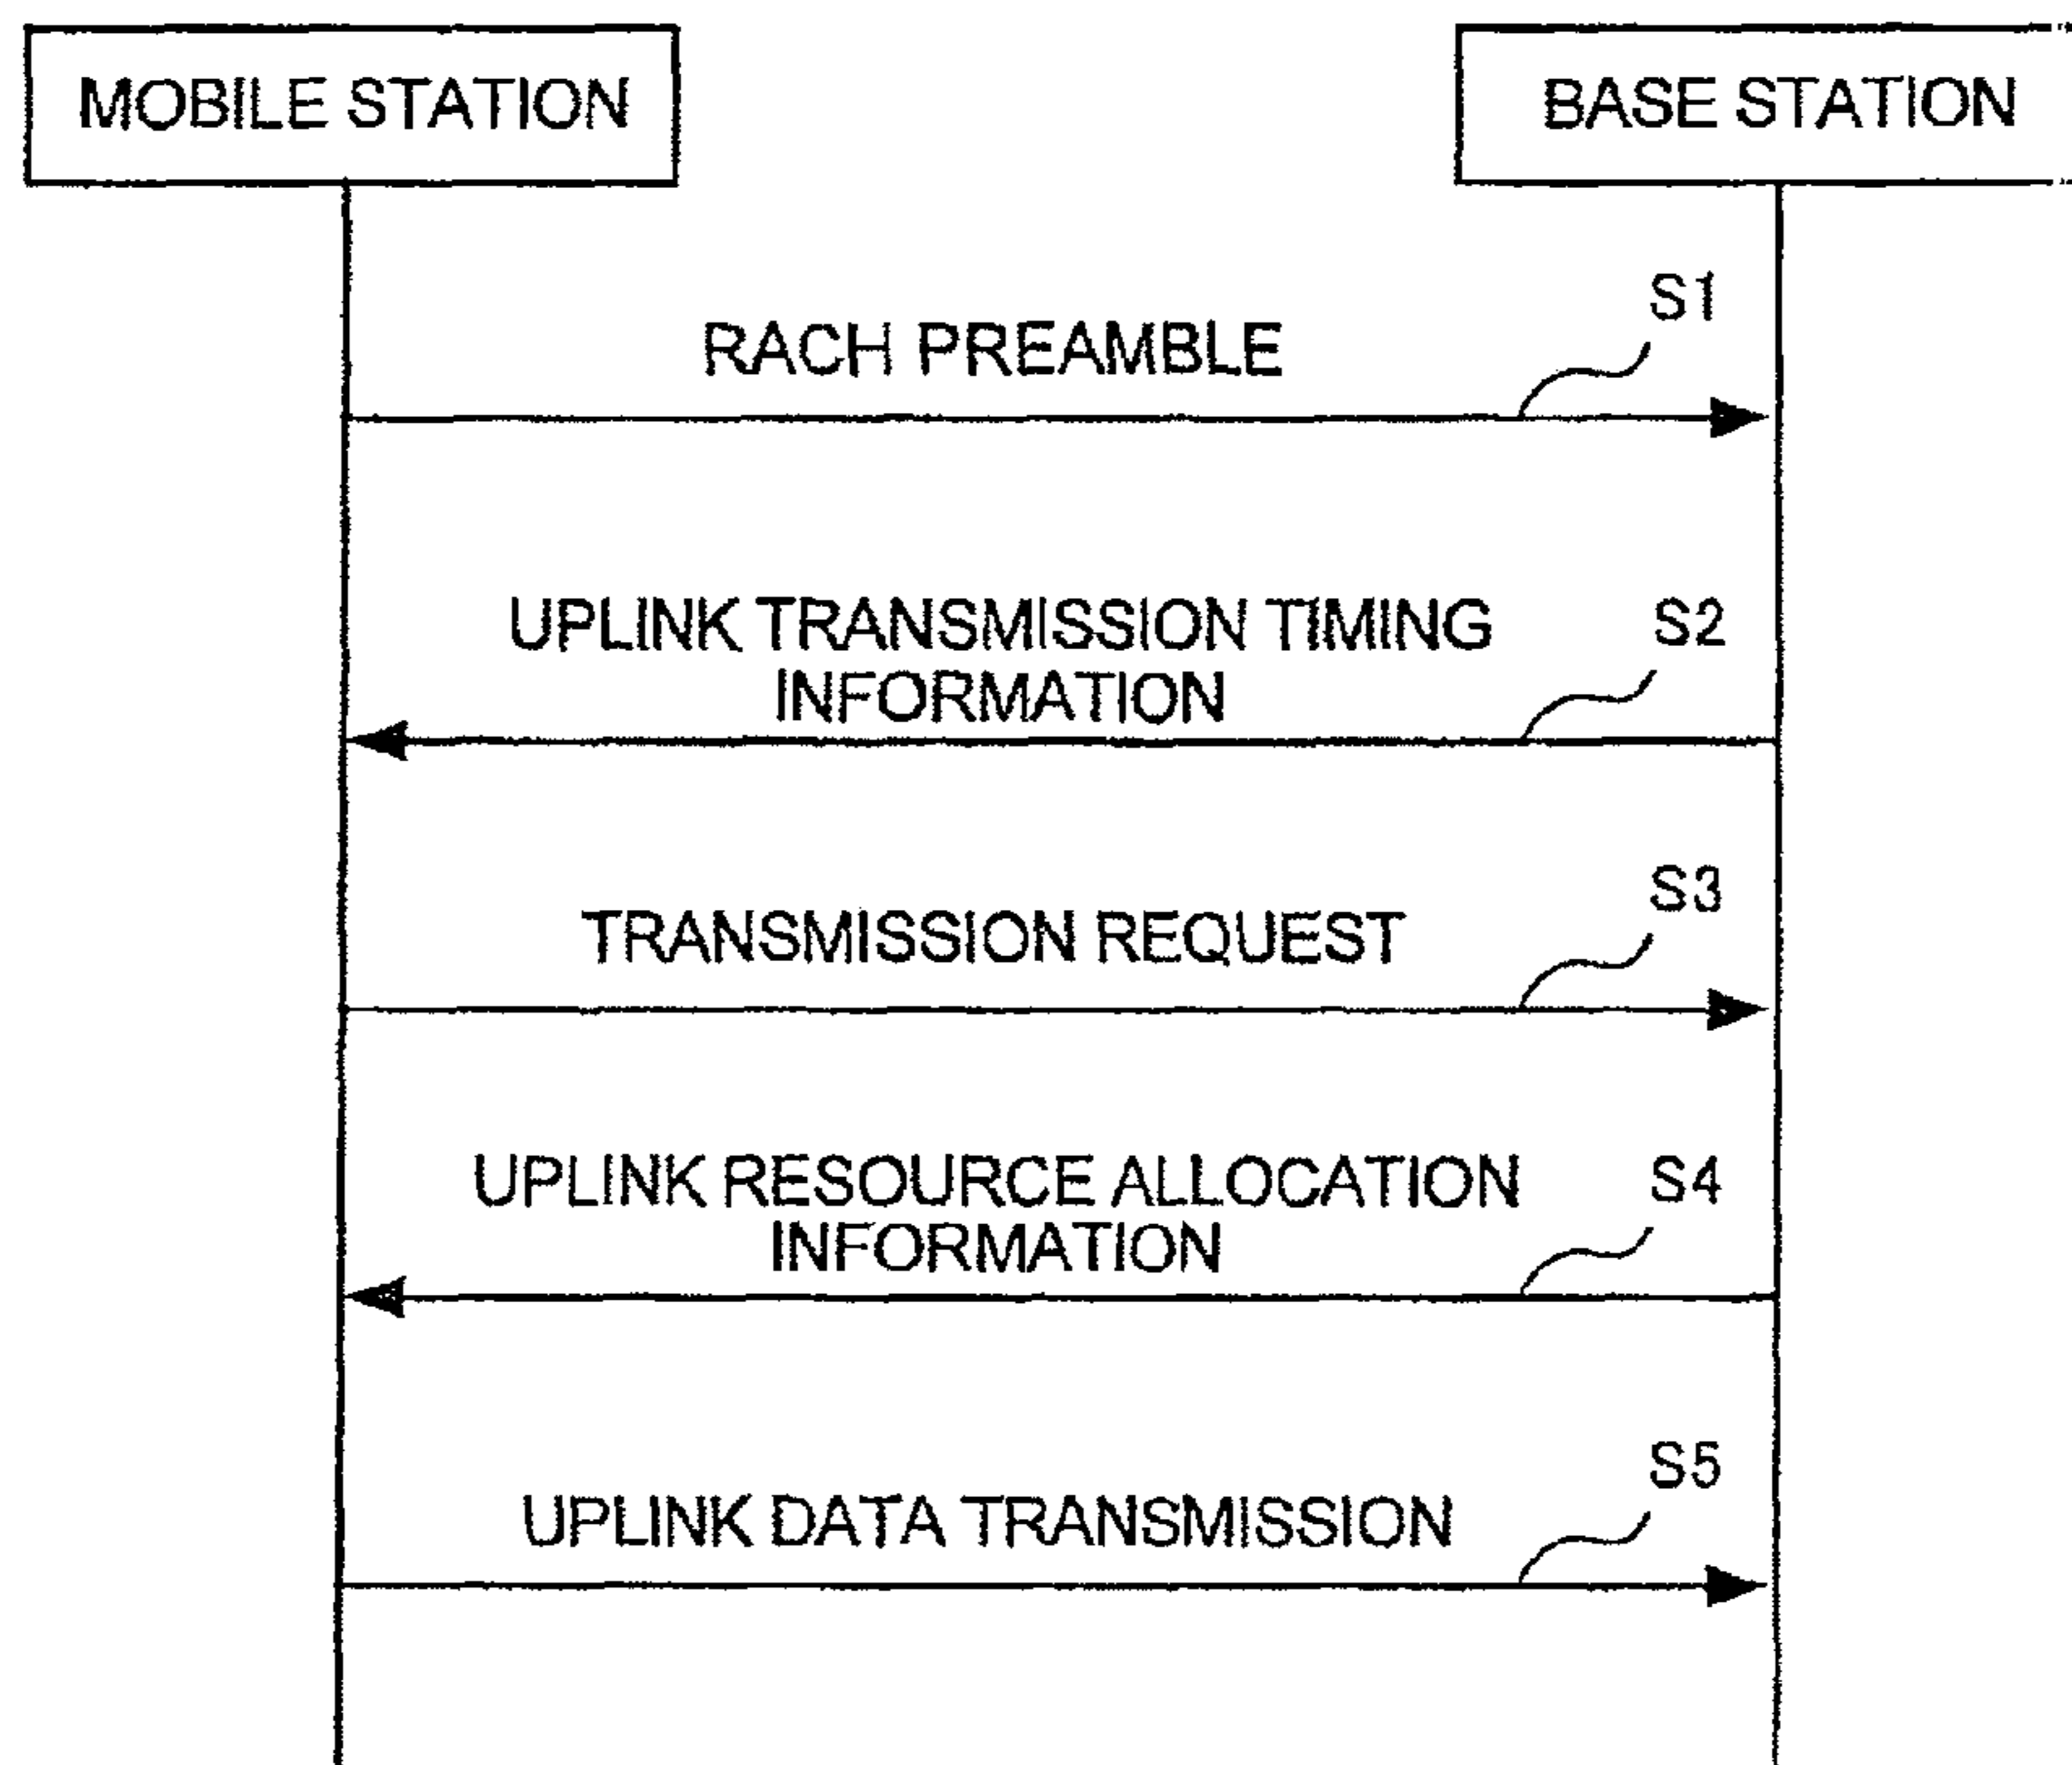 MOBILE STATION
BASE STATION
S1
RACH PREAMBLE
S2
UPLINK TRANSMISSION TIMING
INFORMATION
S3
TRANSMISSION REQUEST
S4
UPLINK RESOURCE ALLOCATION
INFORMATION
S5
UPLINK DATA TRANSMISSION